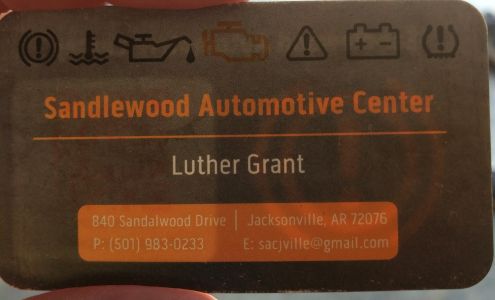 Sandlewood Automotive Center
Luther Grant
840 Sandalwood Drive | Jacksonville, AR 72076
P: (501) 983-0233 E: sacjville@gmail.com